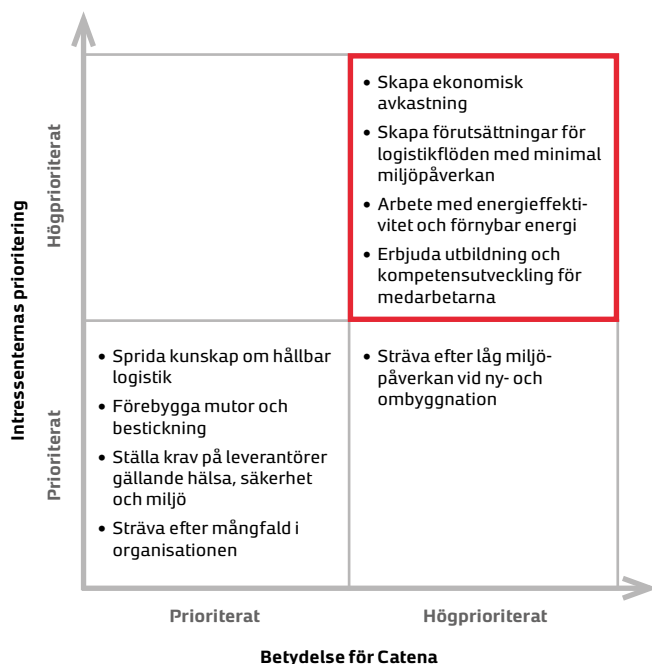 Intressenternas prioritering
Högprioriterat
Prioriterat
• Skapa ekonomisk
avkastning
• Skapa förutsättningar för
logistikflöden med minimal
miljöpåverkan
• Arbete med energieffekti-
vitet och förnybar energi
• Erbjuda utbildning och
kompetensutveckling för
medarbetarna
• Sprida kunskap om hållbar
logistik
• Förebygga mutor och
bestickning
• Ställa krav på leverantörer
gällande hälsa, säkerhet
och miljö
• Sträva efter mångfald i
organisationen
• Sträva efter låg miljö-
påverkan vid ny- och
ombyggnation
Prioriterat
Högprioriterat
Betydelse för Catena